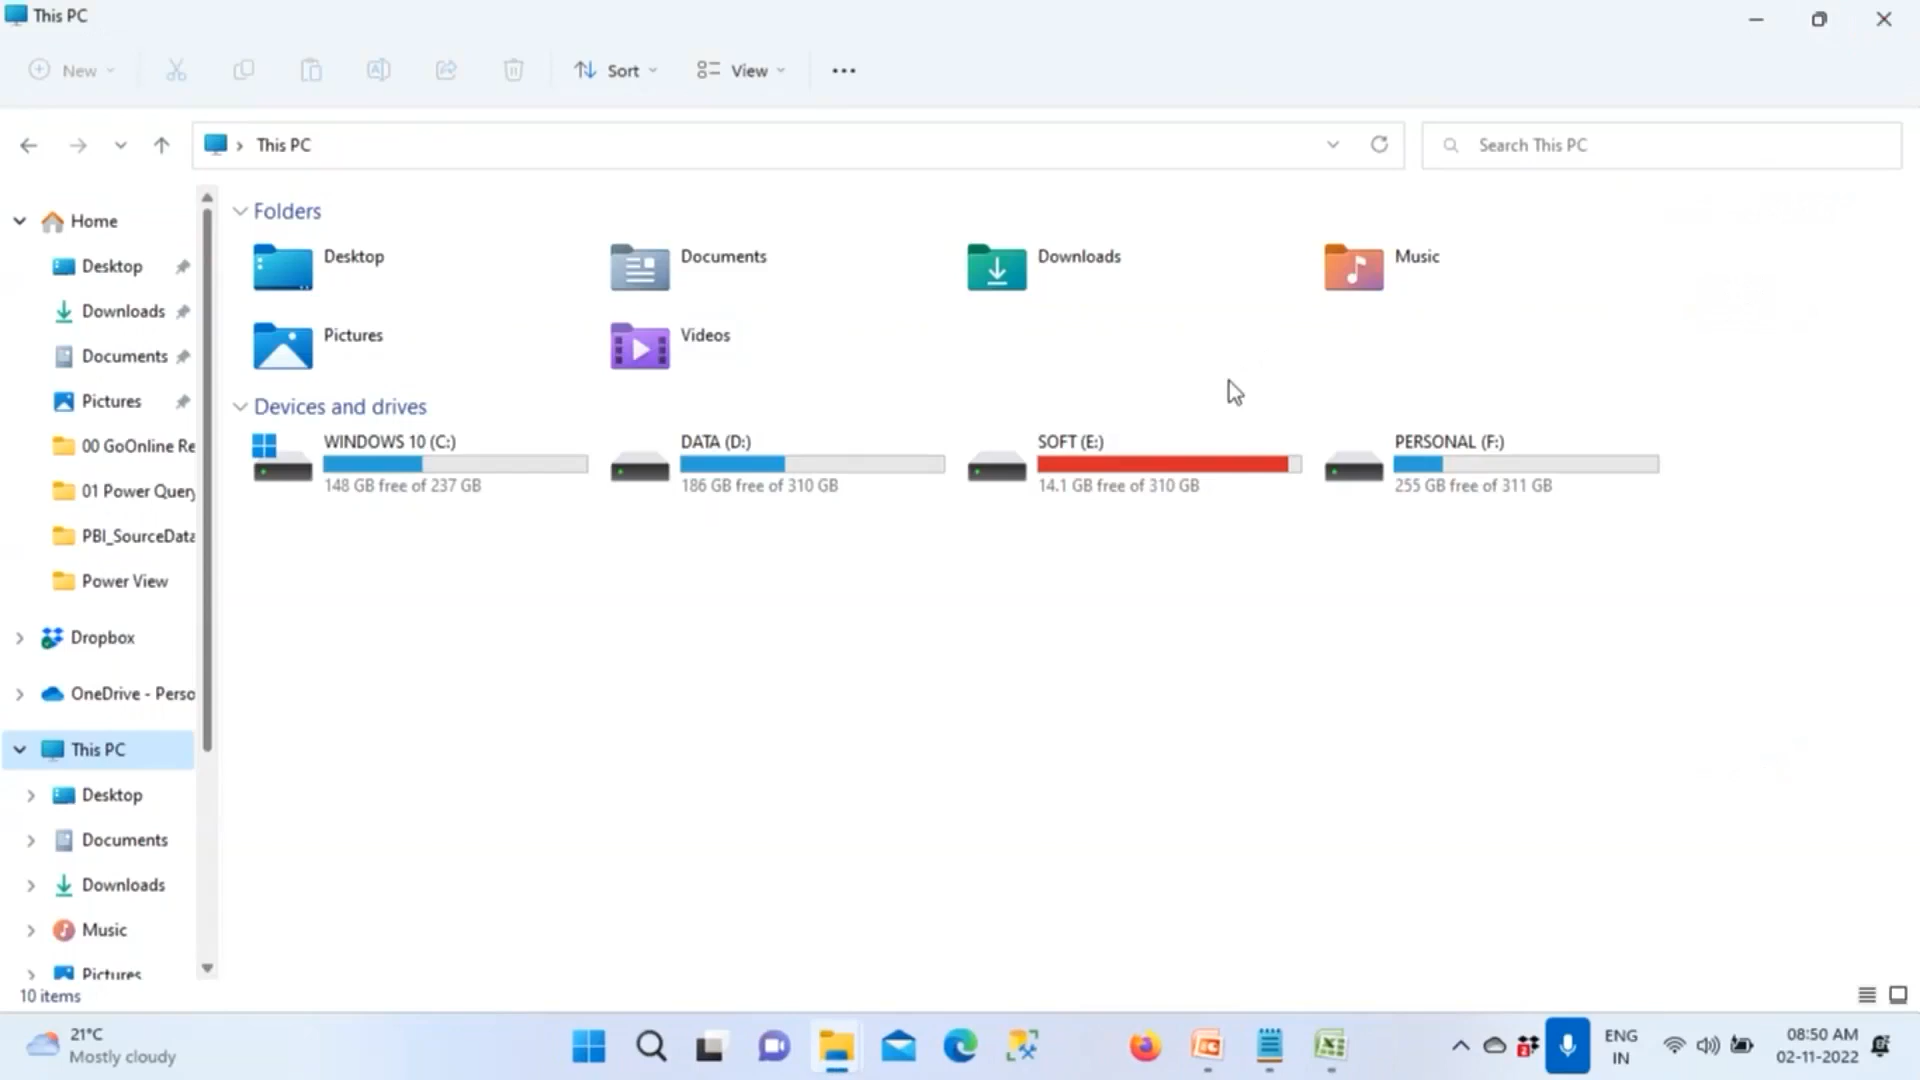 This PC
New
Sort
View
This PC
Search This PC
Home
Desktop
Downloads
Documents
Pictures
00 GoOnline Re
01 Power Query
PBI_SourceData
Power View
Dropbox
OneDrive - Perso
This PC
Desktop
Documents
Downloads
Music
Pictures
Folders
Desktop
Documents
Downloads
Music
Pictures
Videos
Devices and drives
WINDOWS 10 (C:)
148 GB free of 237 GB
DATA (D:)
186 GB free of 310 GB
SOFT (E:)
14.1 GB free of 310 GB
PERSONAL (F:)
255 GB free of 311 GB
10 items
21°C
Mostly cloudy
ENG
IN
08:50 AM
02-11-2022